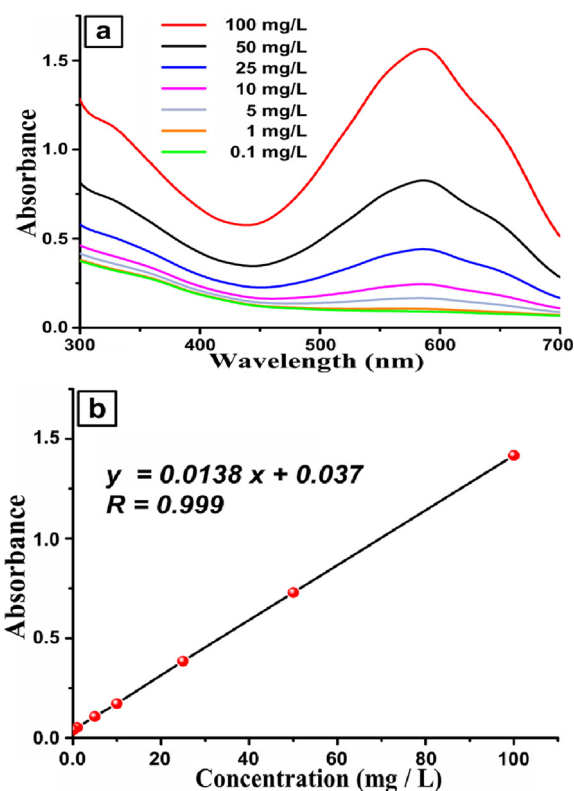 a
100 mg/L
50 mg/L
25 mg/L
10 mg/L
5 mg/L
1 mg/L
0.1 mg/L
1.5
1.0
0.5
0.0
Absorbance
300
400
500
600
700
Wavelength (nm)
b
y = 0.0138 x + 0.037
R = 0.999
1.5
1.0
0.5
0.0
Absorbance
0.0
20
40
60
80
100
Concentration (mg / L)